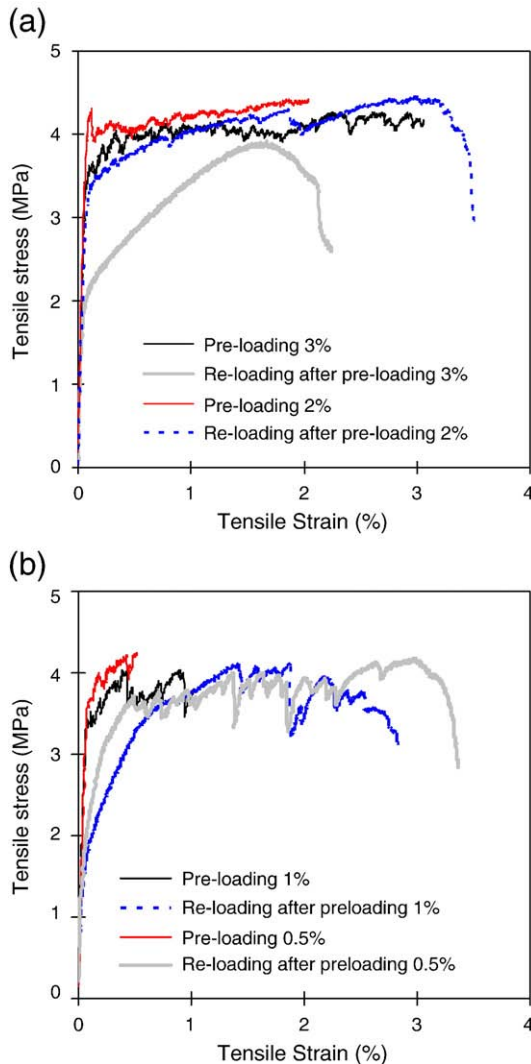 (a)
5
4
3
2
1
0
Tensile stress (MPa)
Pre-loading 3%
Re-loading after pre-loading 3%
Pre-loading 2%
Re-loading after pre-loading 2%
0 1 2 3 4
Tensile Strain (%)
(b)
5
4
3
4
1
0
Tensile stress (MPa)
Pre-loading 1%
Re-loading after preloading 1%
Pre-loading 0.5%
Re-loading after preloading 0.5%
0 1 2 3 4
Tensile Strain (%)